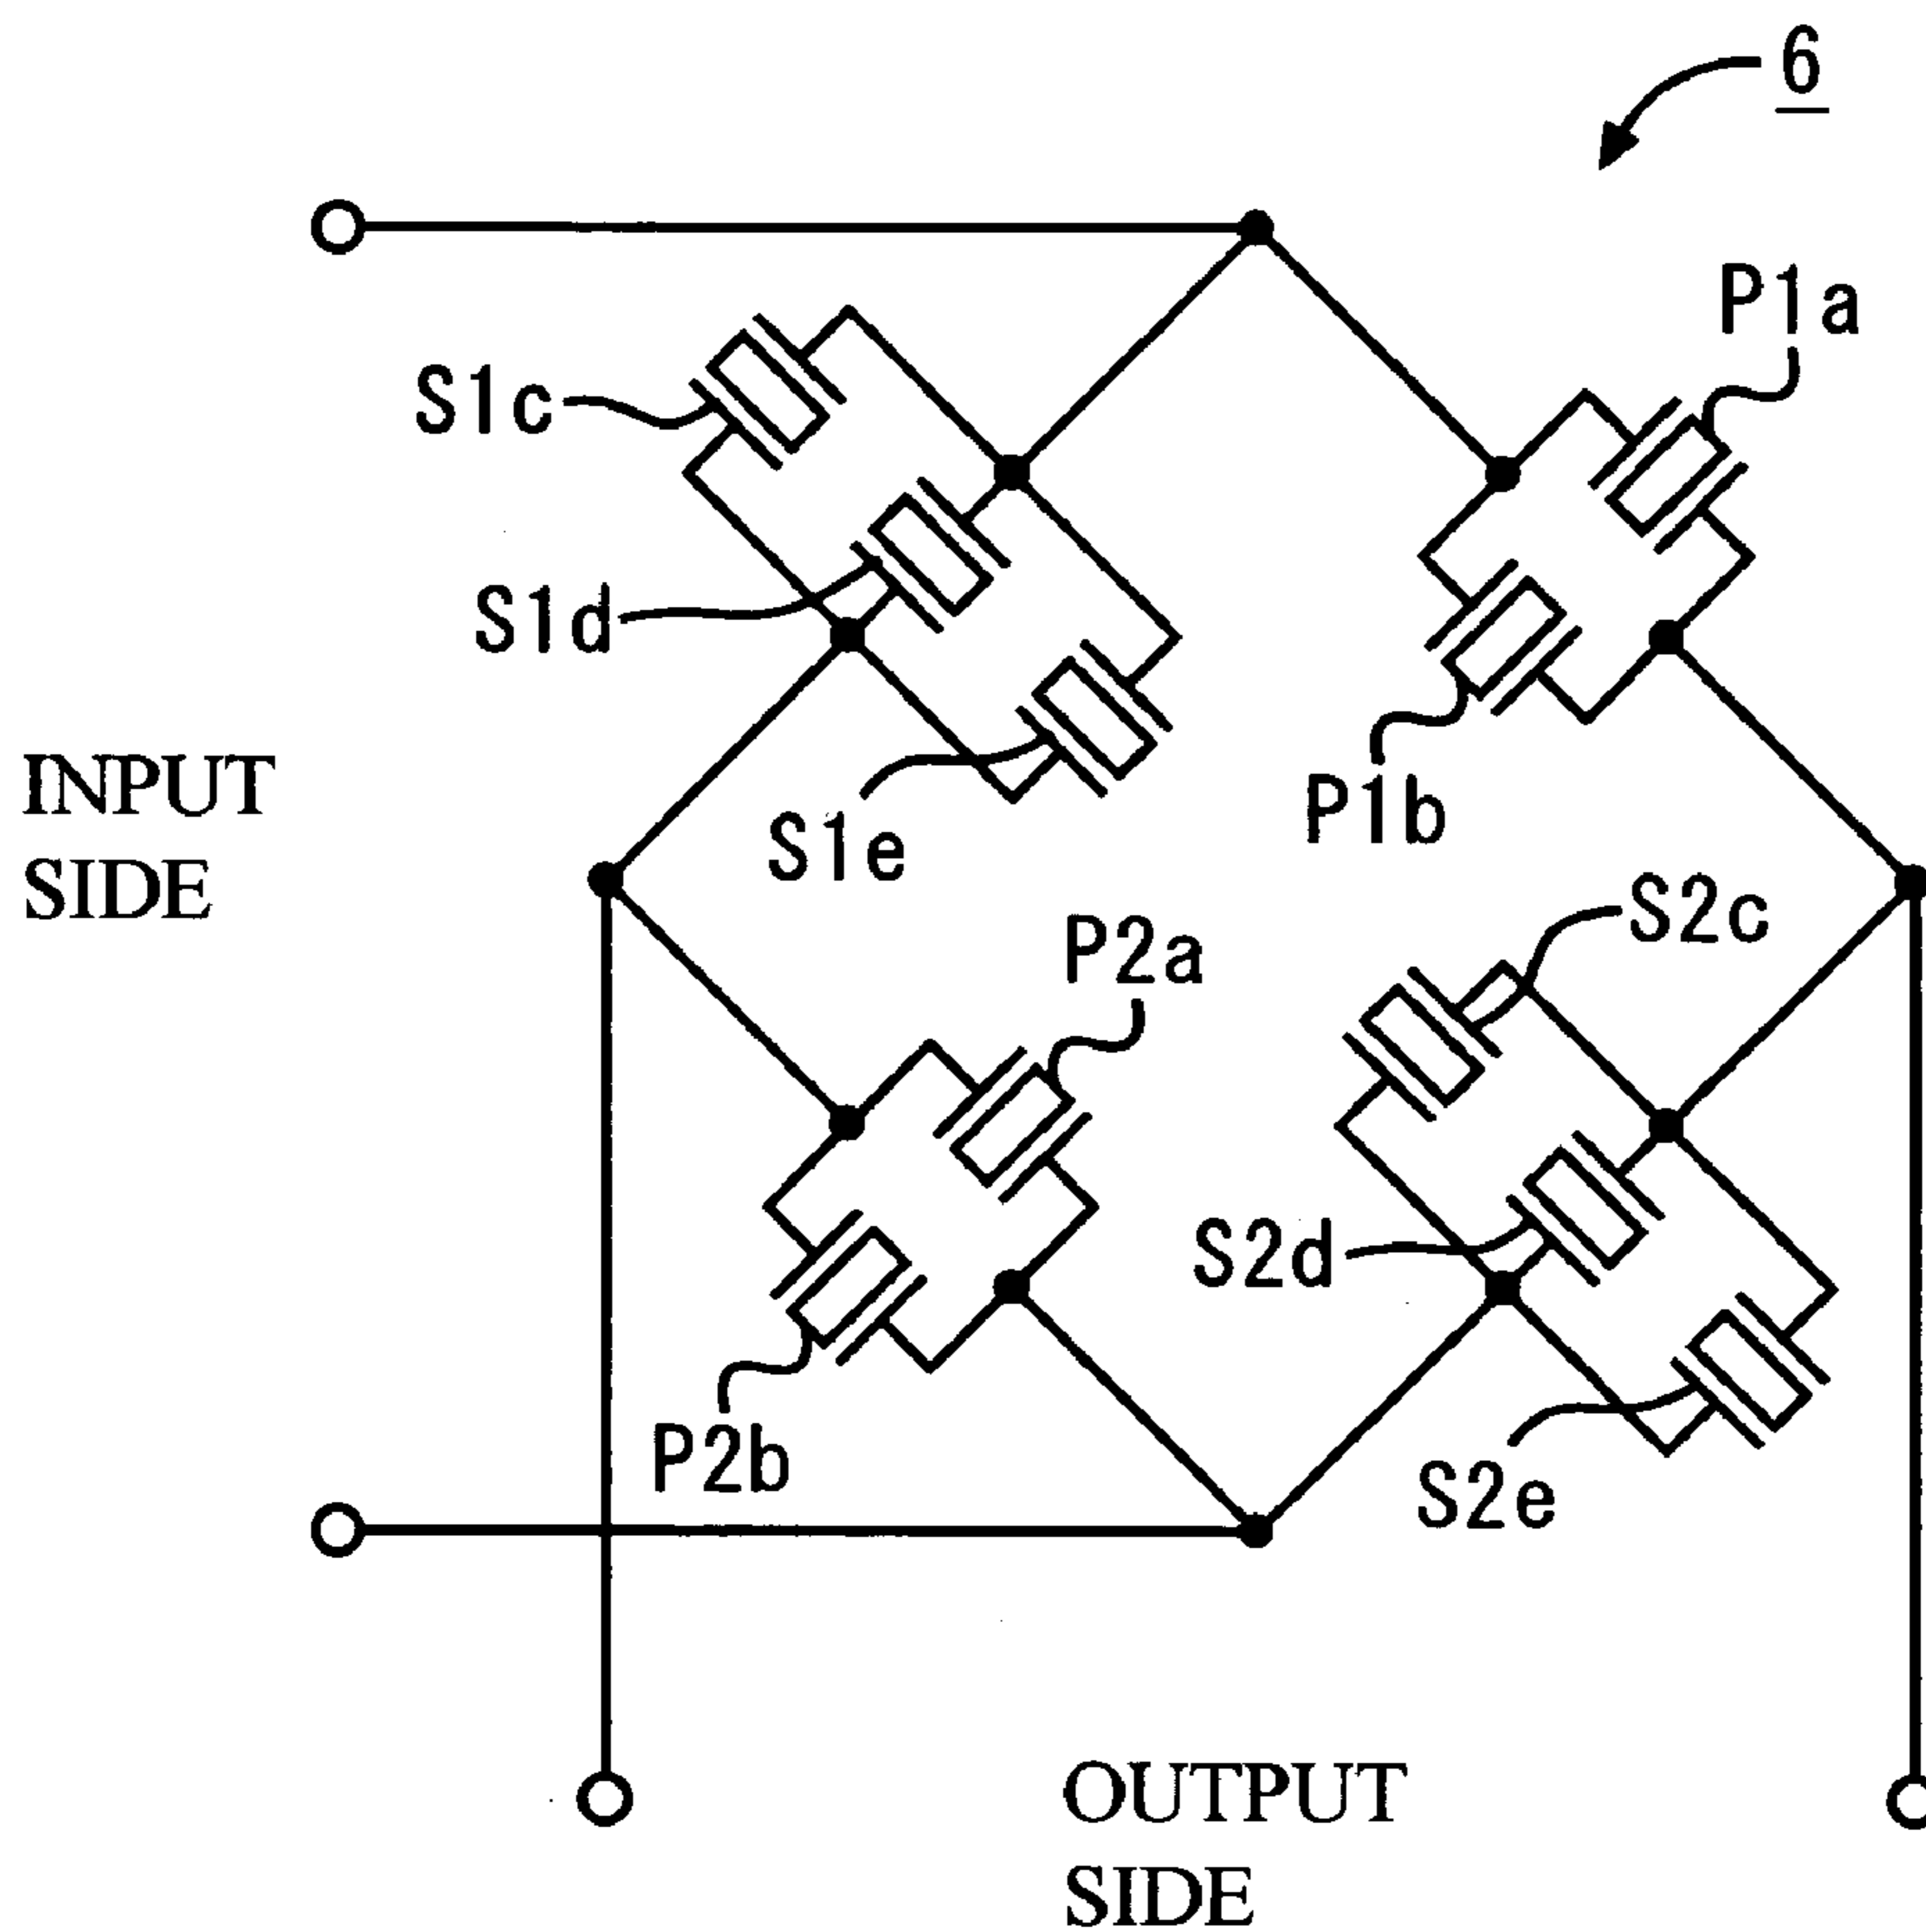 6
P1a
S1c
S1d
INPUT
SIDE
S1e
P1b
S2c
P2a
S2d
P2b
S2e
OUTPUT
SIDE